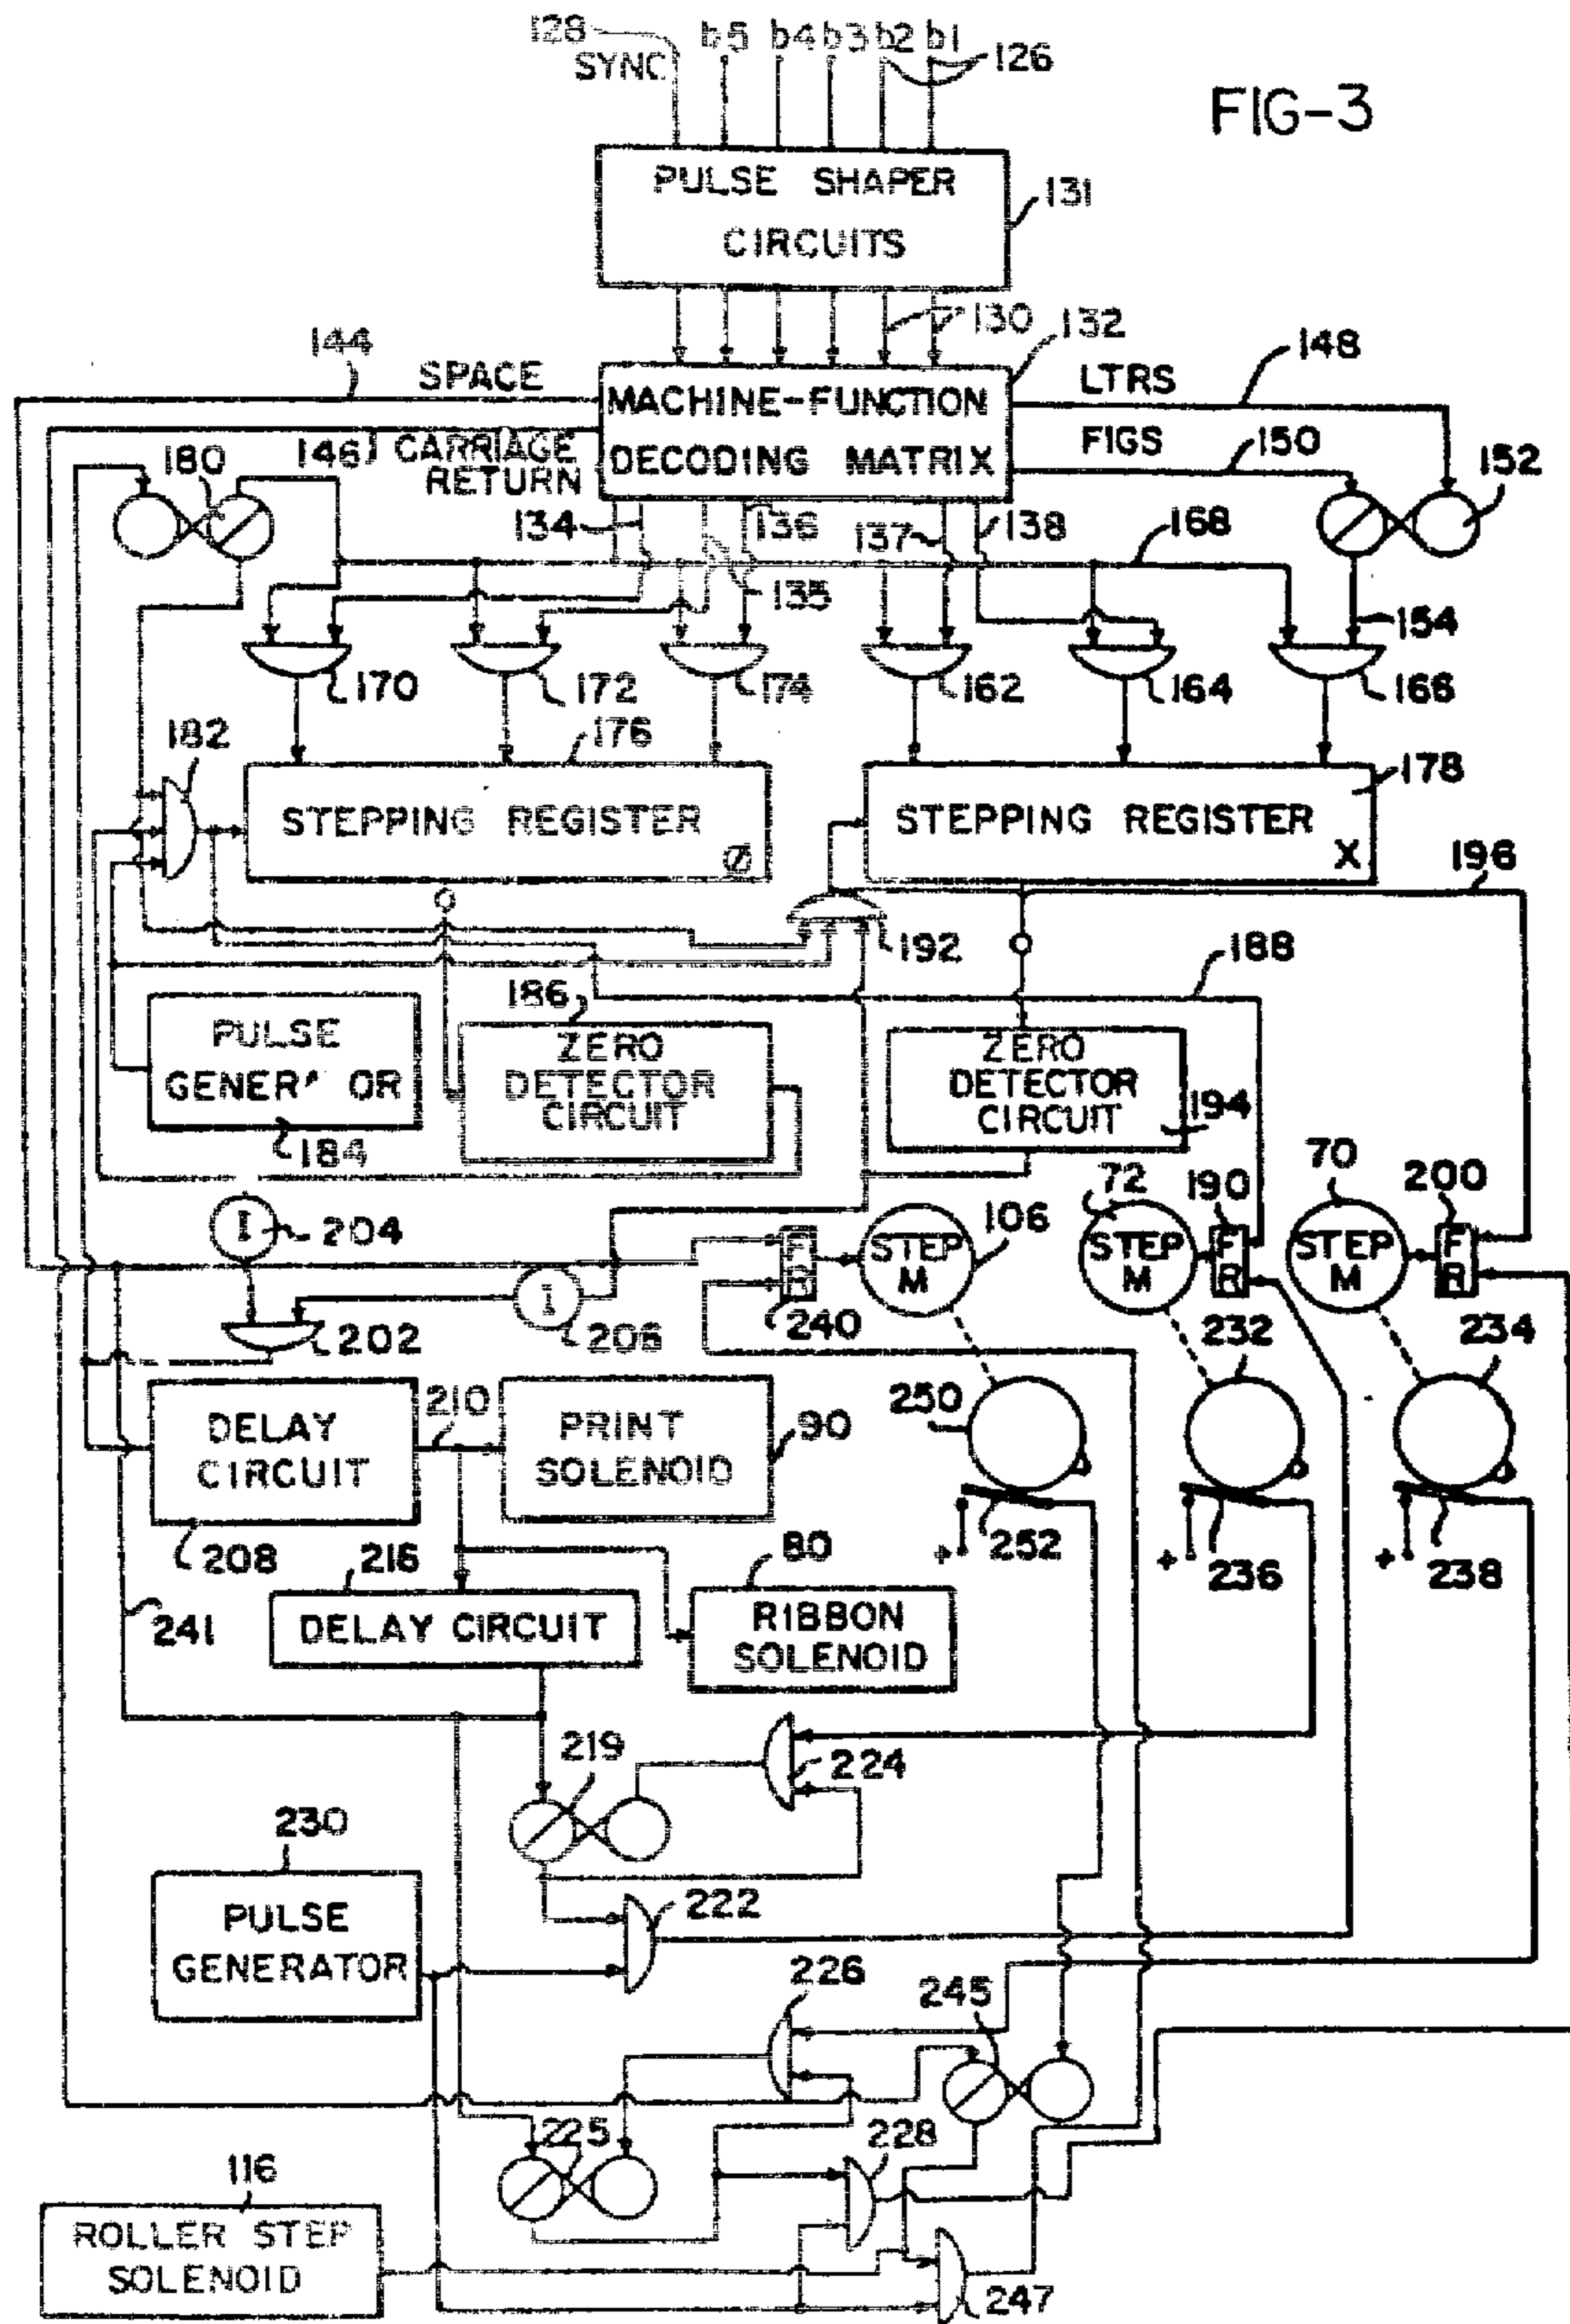 128 b5 b4 b3 b2 b1 126
SYNC
FIG-3
PULSE SHAPER
CIRCUITS
131
130
132
144
SPACE
MACHINE-FUNCTION
DECODING MATRIX
LTRS
148
146
CARRIAGE
RETURN
FIGS
150
152
180
134
136
137
138
168
135
154
170
172
174
162
164
166
182
176
178
STEPPING REGISTER
Ø
STEPPING REGISTER
X
196
192
188
186
PULSE
184
ZERO
DETECTOR
CIRCUIT
ZERO
DETECTOR
CIRCUIT
194
72
190
70
200
I
204
F
R
STEP
M
106
STEP
M
F
R
STEP
M
F
R
I
206
202
240
232
234
DELAY
CIRCUIT
210
PRINT
SOLENOID
90
250
208
216
80
+
252
+
236
+
238
241
DELAY CIRCUIT
RIBBON
SOLENOID
219
224
230
PULSE
GENERATOR
222
226
245
225
228
116
ROLLER STEP
SOLENOID
247